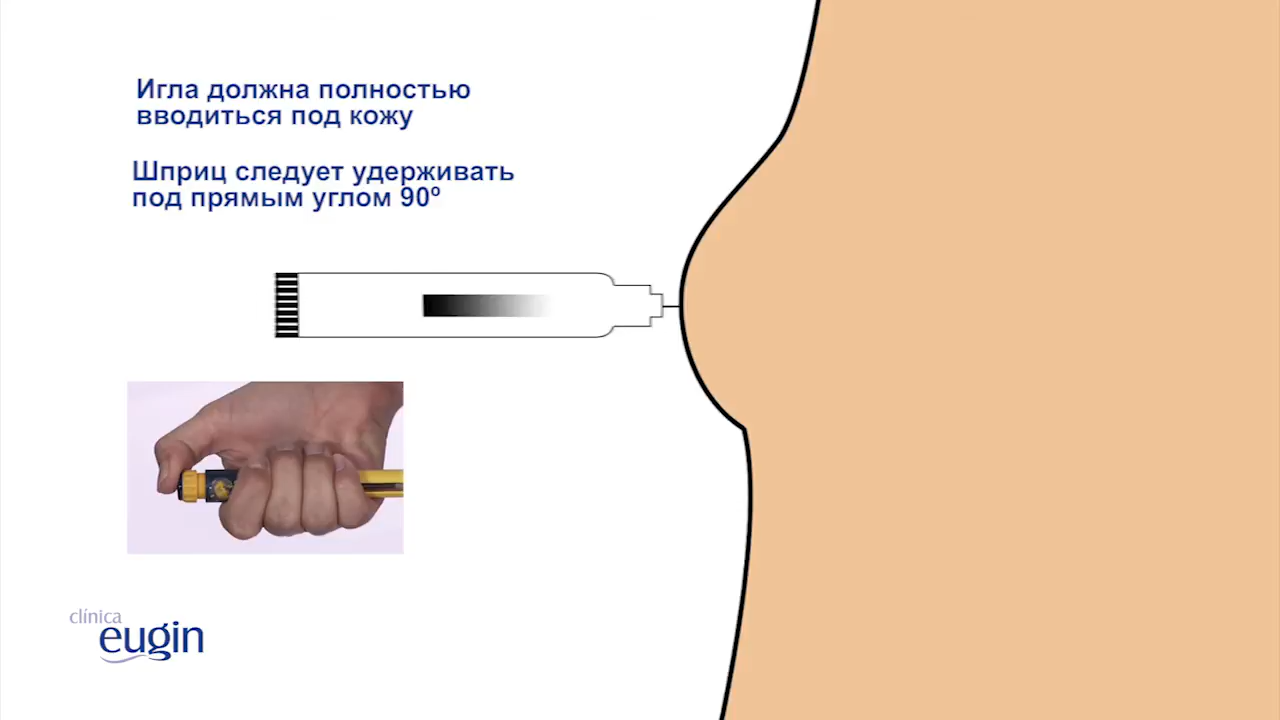 Игла должна полностью
вводиться под кожу
Шприц следует удерживать
под прямым углом 90º
clínica
eugin